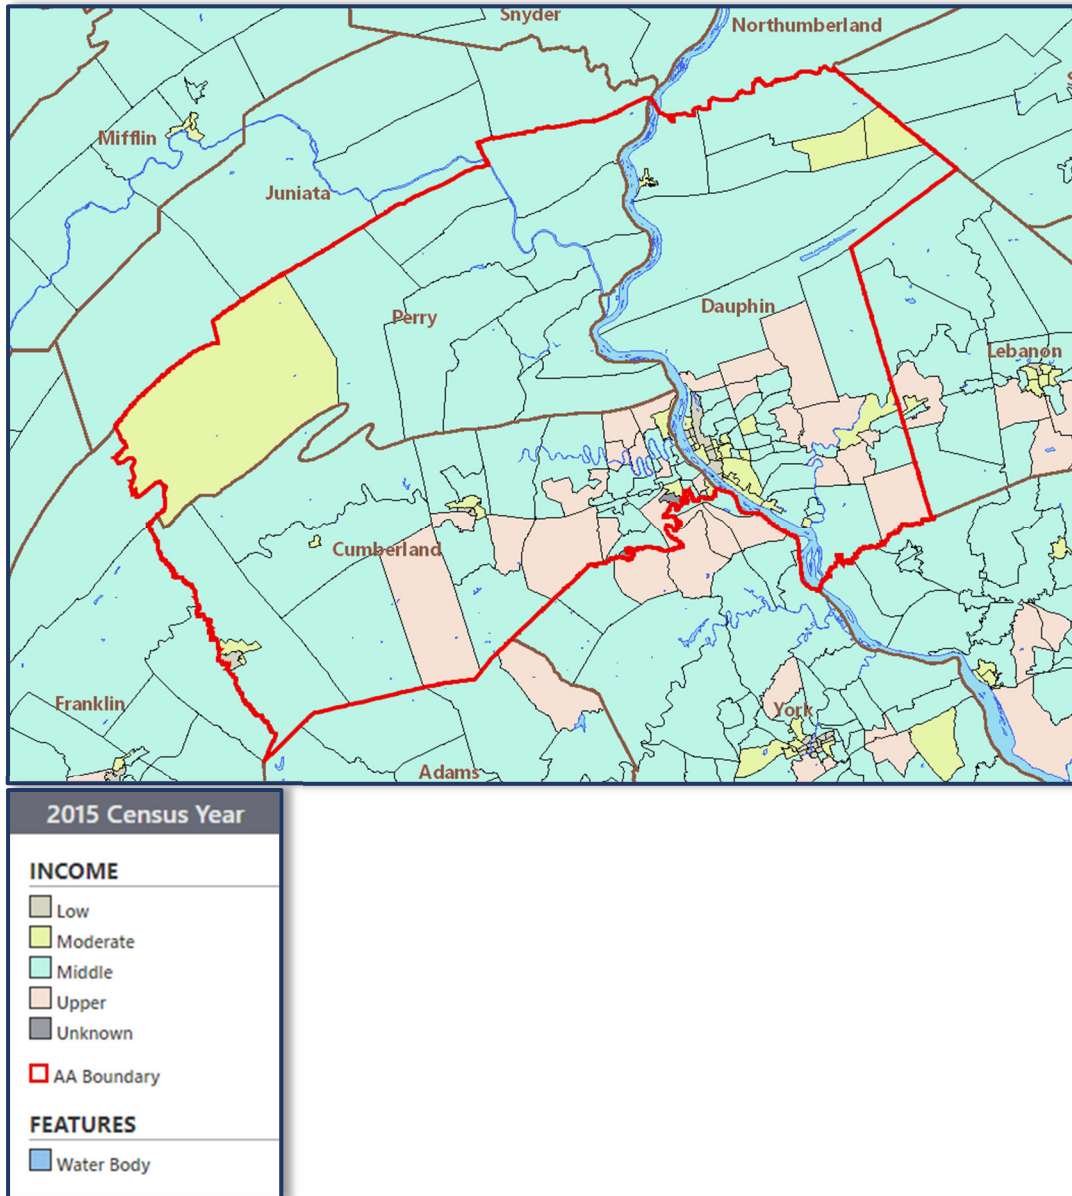 Snyder
Northumberland
S
Mifflin
Juniata
Perry
Dauphin
Lebanon
Cumberland
Franklin
York
Adams
2015 Census Year
INCOME
Low
Moderate
Middle
Upper
Unknown
AA Boundary
FEATURES
Water Body